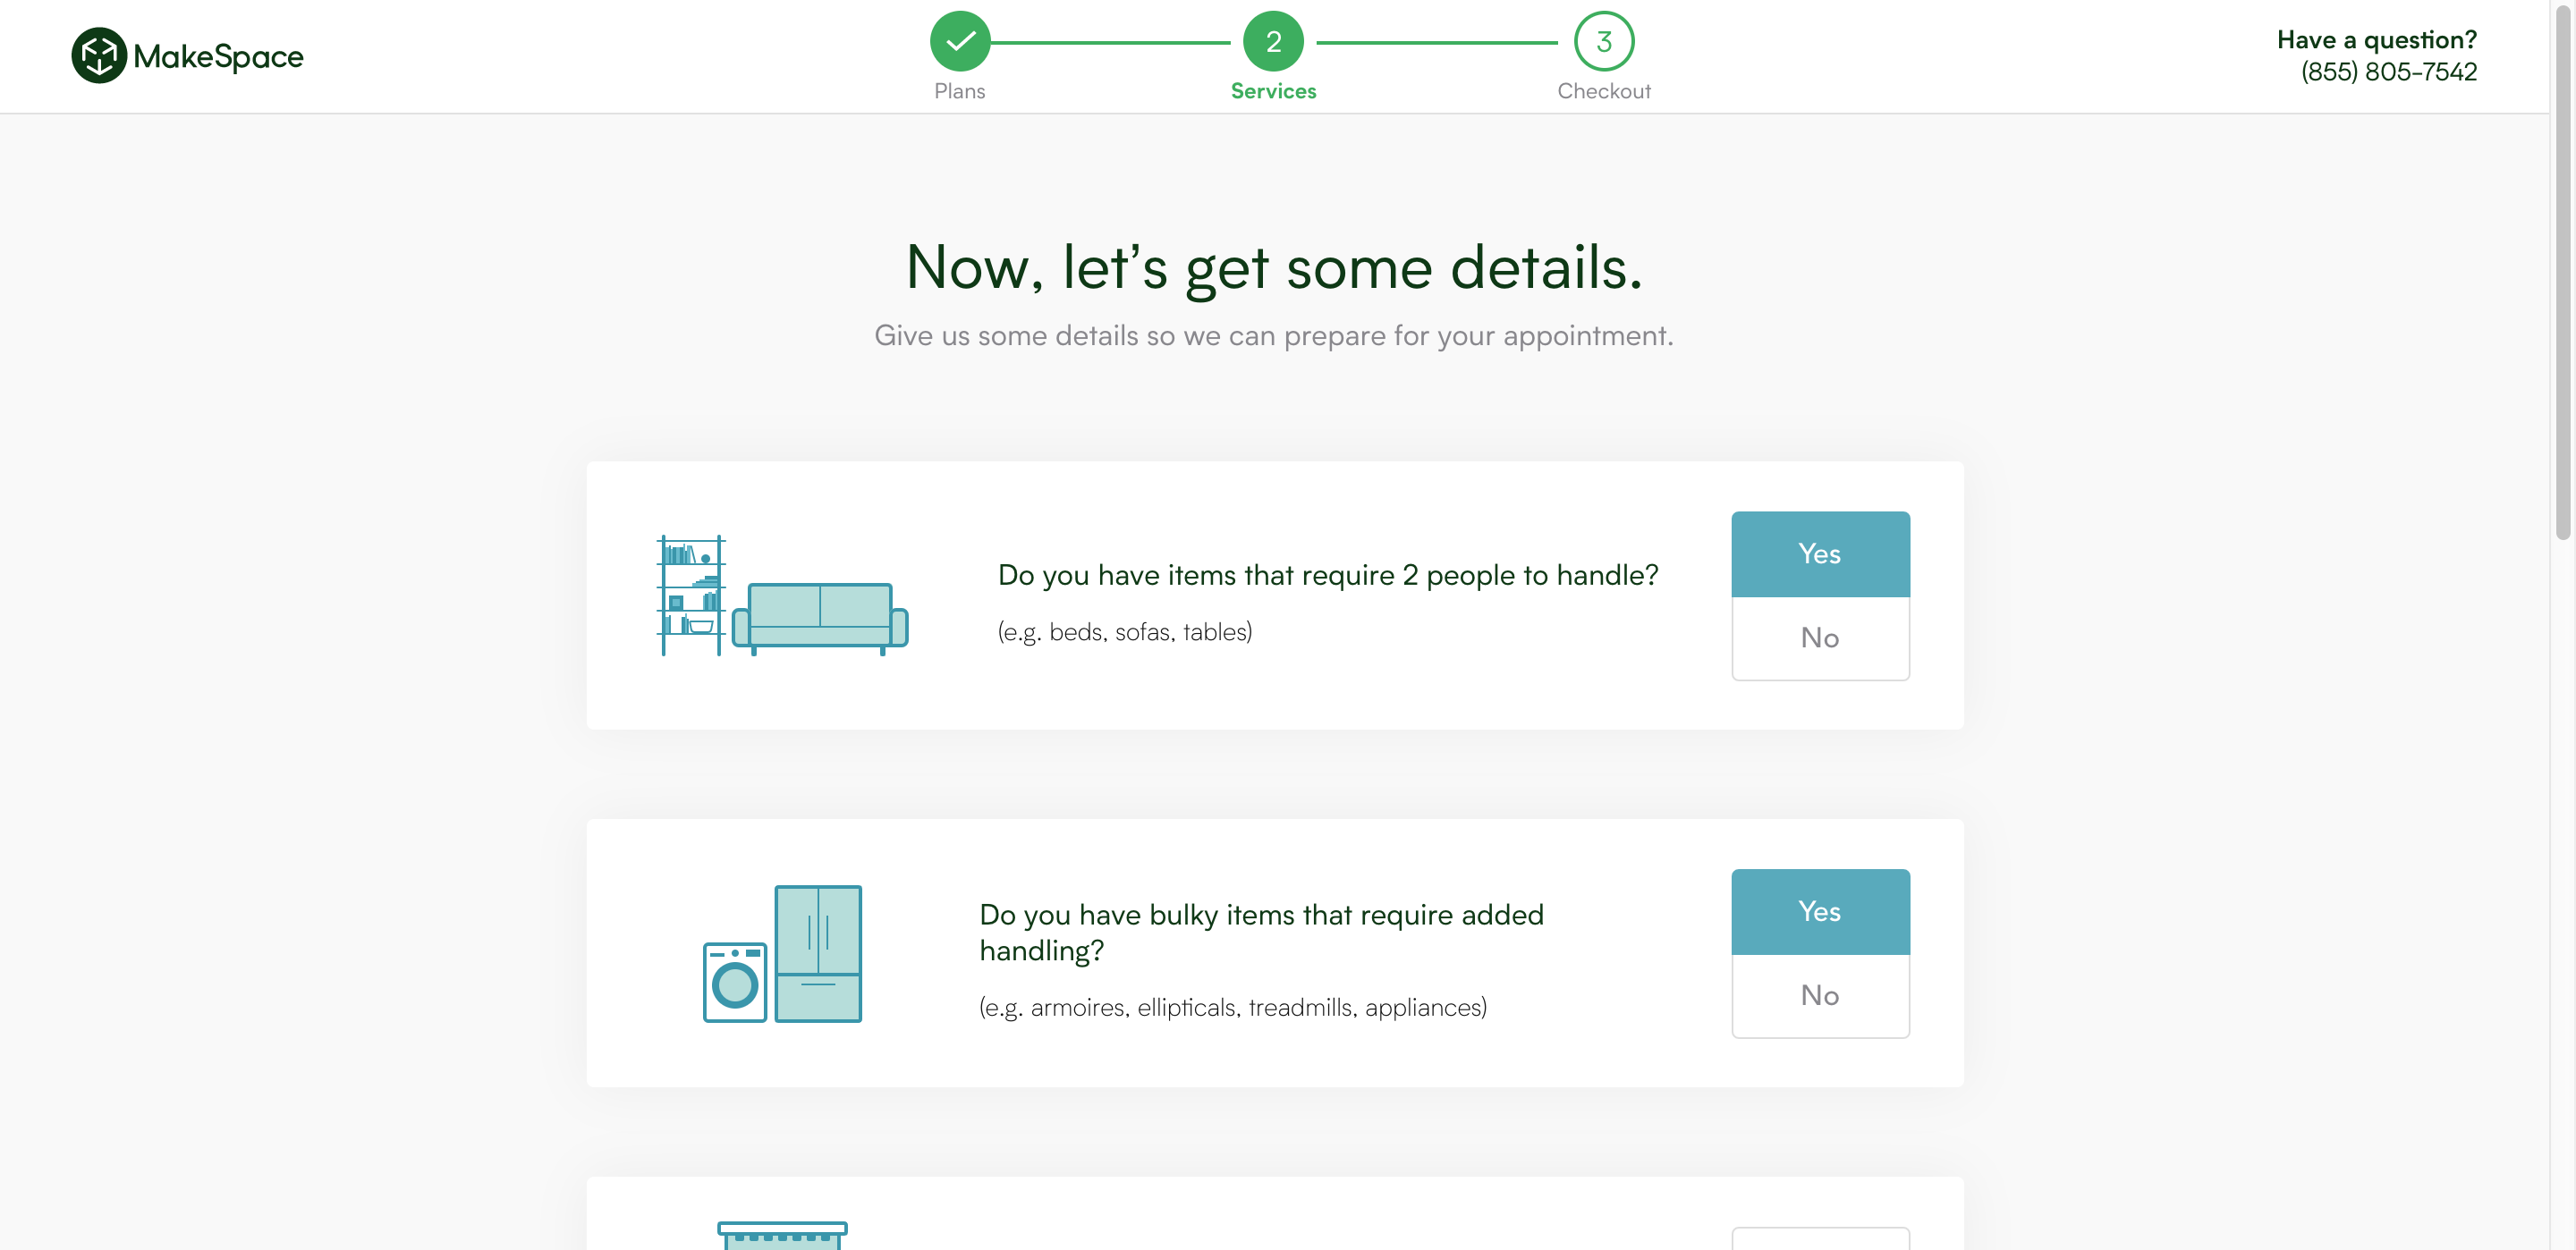 MakeSpace
2
3
Plans
Services
Checkout
Have a question?
(855) 805-7542
Now, let’s get some details.
Give us some details so we can prepare for your appointment.
Do you have items that require 2 people to handle?
(e.g. beds, sofas, tables)
Yes
No
Do you have bulky items that require added
handling?
(e.g. armoires, ellipticals, treadmills, appliances)
Yes
No